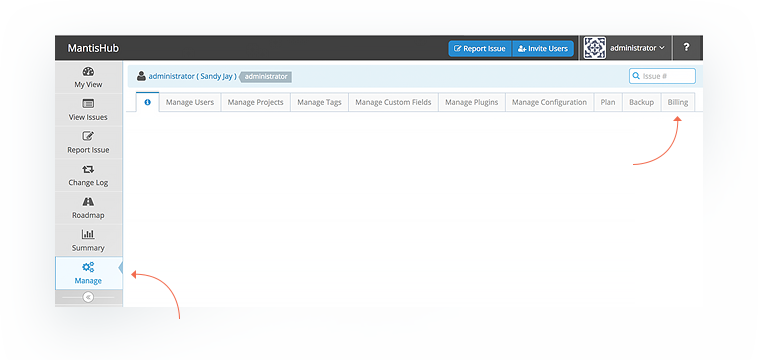 MantisHub
Report Issue
Invite Users
administrator
?
My View
View Issues
Report Issue
Change Log
Roadmap
Summary
Manage
administrator ( Sandy Jay )
administrator
Issue #
Manage Users
Manage Projects
Manage Tags
Manage Custom Fields
Manage Plugins
Manage Configuration
Plan
Backup
Billing